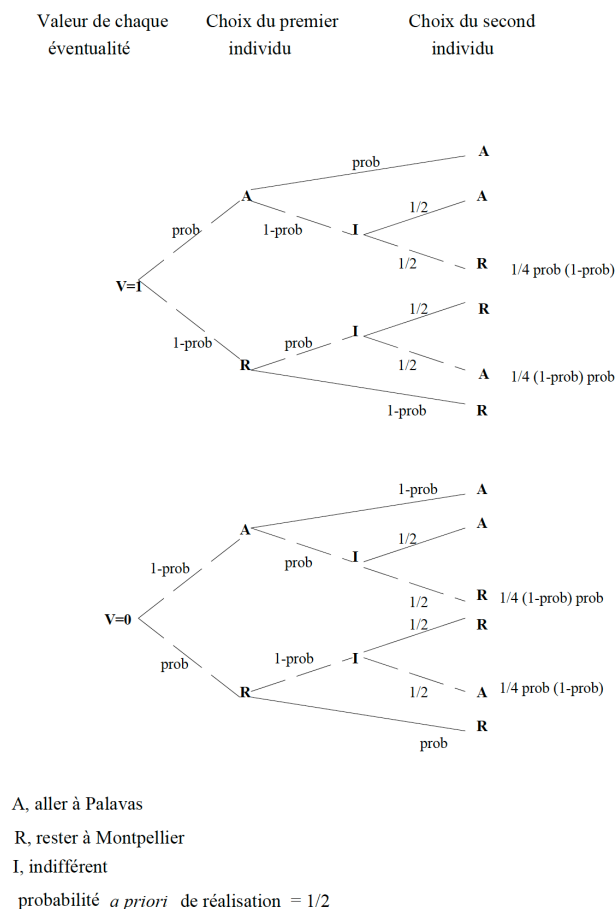 Valeur de chaque éventualité
Choix du premier individu
Choix du second individu
prob
A
A
1/2
A
prob
1-prob
I
1/2
R 1/4 prob (1-prob)
V=1
1/2
R
1-prob
prob
I
1/2
R
A 1/4 (1-prob) prob
1-prob
R
1-prob
A
A
1/2
A
1-prob
prob
I
1/2
R 1/4 (1-prob) prob
V=0
1/2
R
prob
1-prob
I
1/2
R
A 1/4 prob (1-prob)
prob
R
A, aller à Palavas
R, rester à Montpellier
I, indifférent
probabilité a priori de réalisation = 1/2